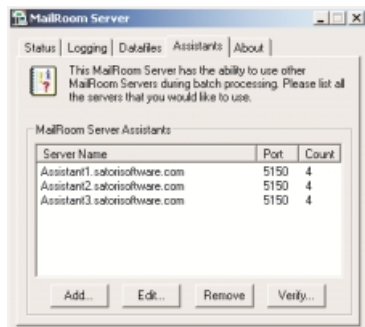 MailRoom Server
Status Logging Datafiles Assistants About
This MailRoom Server has the ability to use other
MailRoom Servers during batch processing. Please list all
the servers that you would like to use.
MailRoom Server Assistants
Server Name Port Count
Assistant1.satorisoftware.com 5150 4
Assistant2.satorisoftware.com 5150 4
Assistant3.satorisoftware.com 5150 4
Add... Edit... Remove Verify...